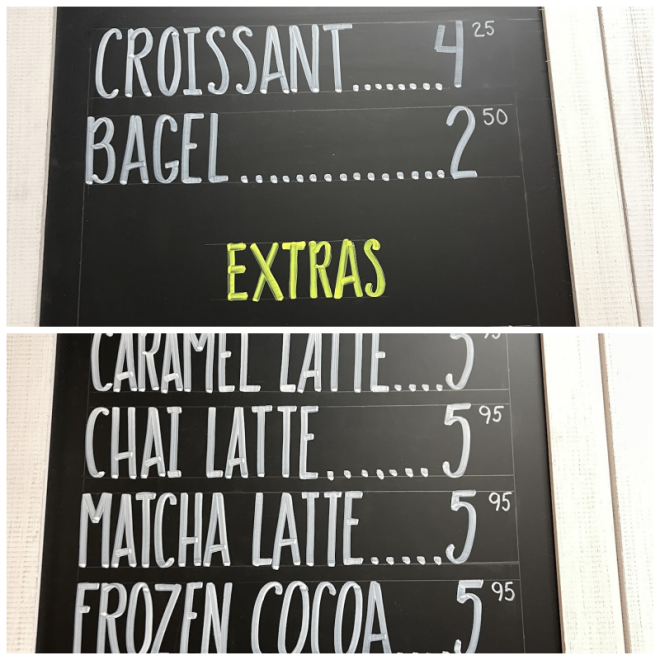 CROISSANT........4 25
BAGEL...............2 50
EXTRAS
CARAMEL LATTE....5 95
CHAI LATTE.......5 95
MATCHA LATTE.....5 95
FROZEN COCOA....5 95